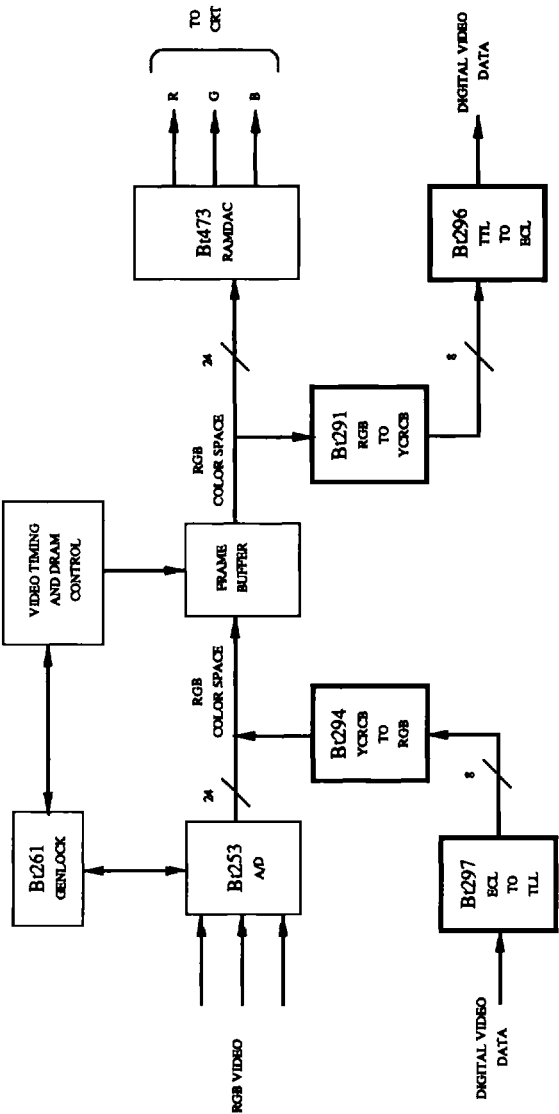 Bt261
GENLOCK
VIDEO TIMING
AND DRAM
CONTROL
RGB VIDEO
Bt253
A/D
24
RGB
COLOR SPACE
FRAME
BUFFER
RGB
COLOR SPACE
24
Bt473
RAMDAC
R
G
B
TO
CRT
DIGITAL VIDEO
DATA
Bt297
ECL
TO
TLL
8
Bt294
YCRCB
TO
RGB
Bt291
RGB
TO
YCRCB
8
Bt296
TTL
TO
ECL
DIGITAL VIDEO
DATA